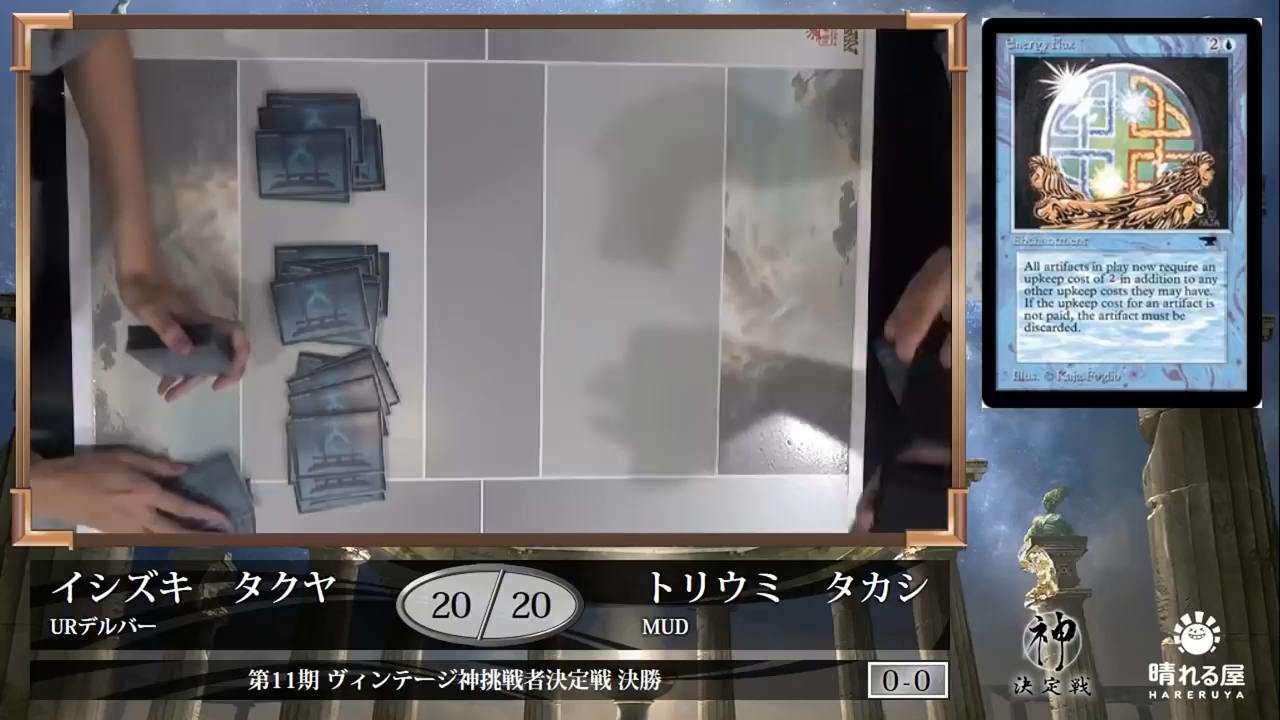 Energy Flux 2
Enchantment
All artifacts in play now require an
upkeep cost of 2 in addition to any
other upkeep costs they may have.
If the upkeep cost for an artifact is
not paid, the artifact must be
discarded.
Illus. © Kaja Foglio
イシズキ タクヤ
URデルバー
20 / 20
トリウミ タカシ
MUD
第11期 ヴィンテージ神挑戦者決定戦 決勝
0-0
神
決定戦
晴れる屋
HARERUYA